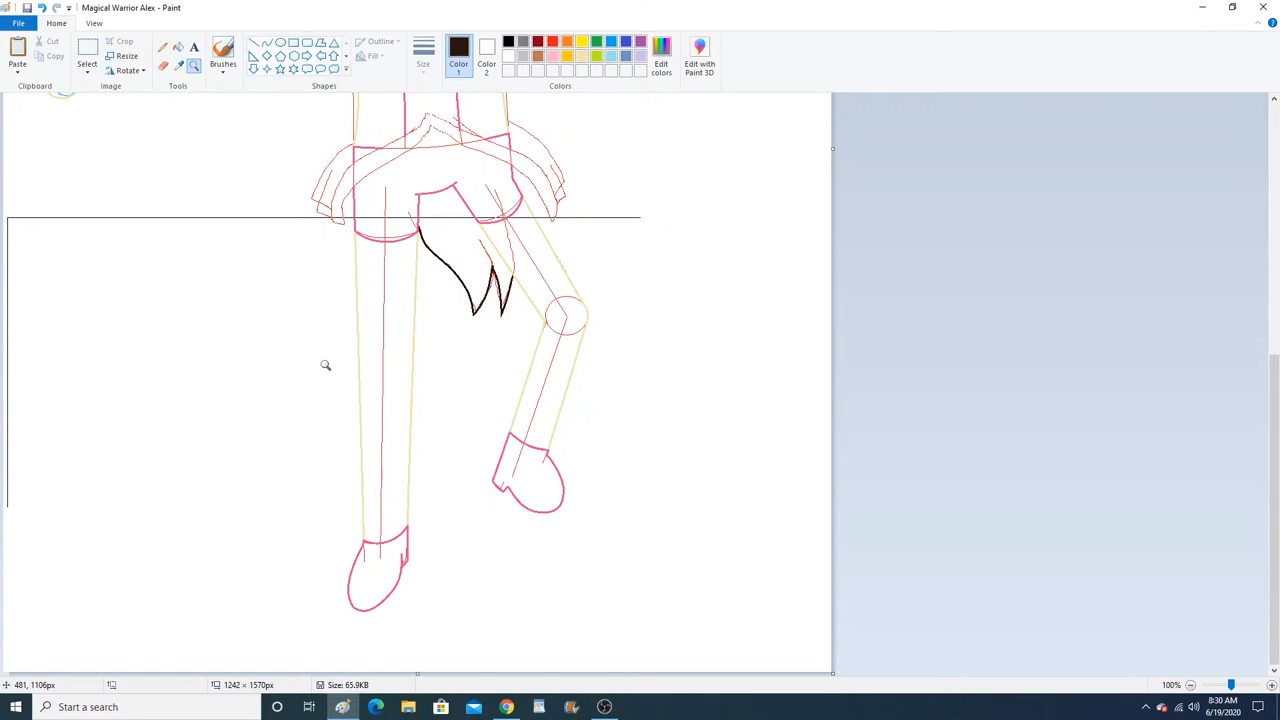 Magical Warrior Alex - Paint
File Home View
Paste
Cut
Copy
Clipboard
Select
Crop
Resize
Rotate
Image
A
Tools
Brushes
Shapes
Outline
Fill
Size
Color 1
Color 2
Colors
Edit colors
Edit with Paint 3D
481, 1106px
1242 × 1570px
Size: 65.9KB
100%
Start a search
8:30 AM
6/19/2020